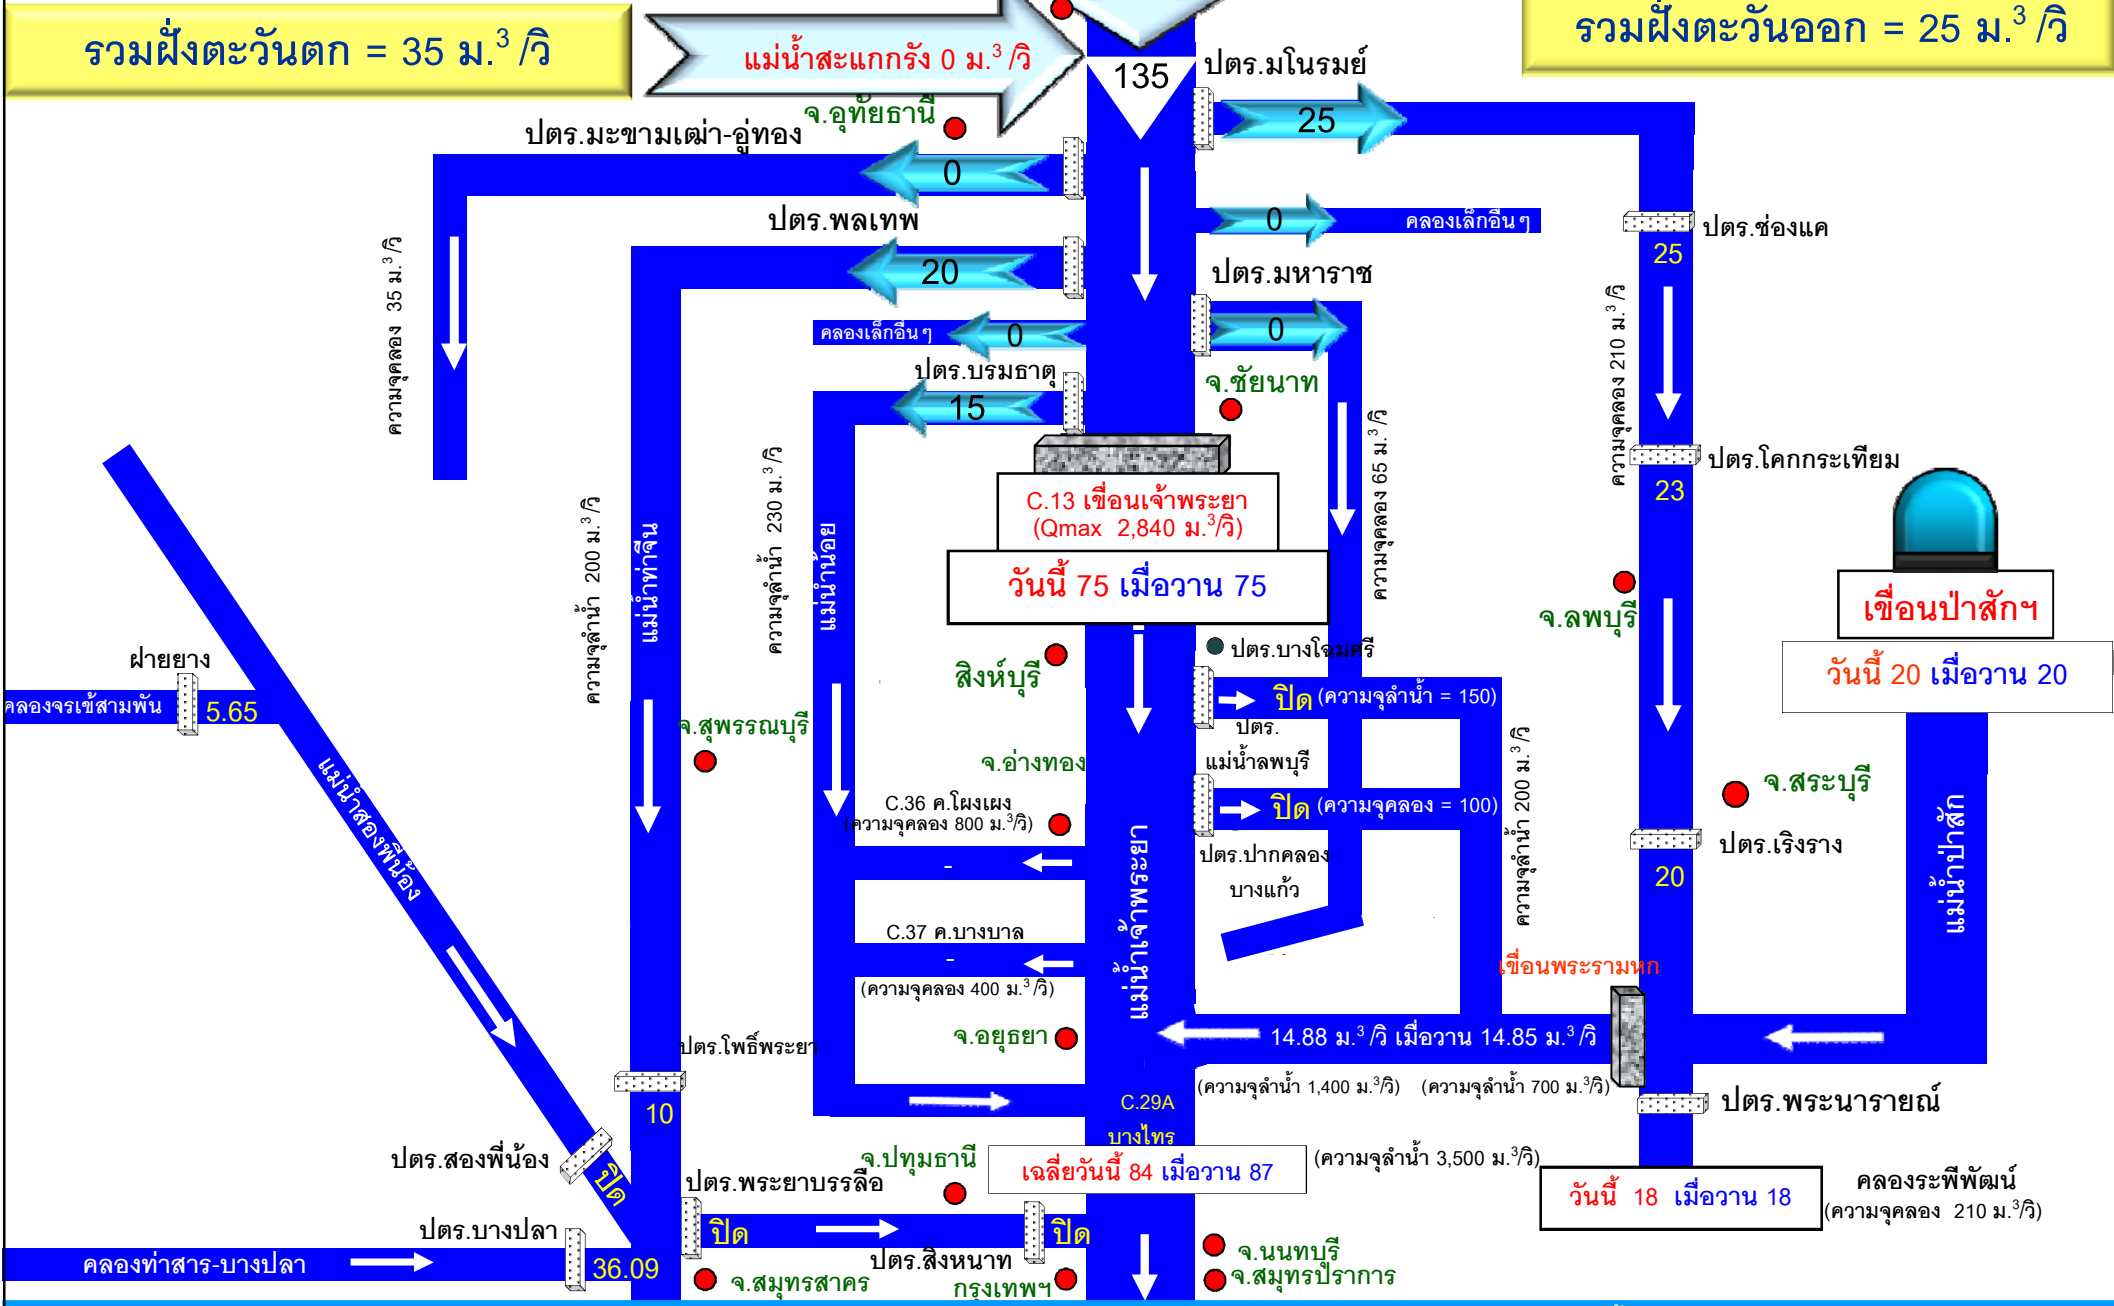 รวมฝั่งตะวันตก = 35 ม.³/วิ
แม่น้ำสะแกกรัง 0 ม.³/วิ
รวมฝั่งตะวันออก = 25 ม.³/วิ
135
ปตร.มโนรมย์
25
จ.อุทัยธานี
ปตร.มะขามเฒ่า-อู่ทอง
0
ปตร.พลเทพ
0
คลองเล็กอื่นๆ
ปตร.ช่องแค
25
20
ปตร.มหาราช
ความจุคลอง 35 ม.³/วิ
คลองเล็กอื่นๆ
0
0
ความจุคลอง 210 ม.³/วิ
ปตร.บรมธาตุ
จ.ชัยนาท
15
ความจุคลอง 65 ม.³/วิ
ปตร.โคกกระเทียม
23
C.13 เขื่อนเจ้าพระยา
(Qmax 2,840 ม.³/วิ)
วันนี้ 75 เมื่อวาน 75
ความจุลำน้ำ 200 ม.³/วิ
แม่น้ำท่าจีน
ความจุลำน้ำ 230 ม.³/วิ
แม่น้ำน้อย
จ.ลพบุรี
เขื่อนป่าสักฯ
วันนี้ 20 เมื่อวาน 20
ฝายยาง
คลองจรเข้สามพัน
5.65
สิงห์บุรี
ปตร.บางโฉมศรี
ปิด (ความจุลำน้ำ = 150)
ปตร.
แม่น้ำลพบุรี
จ.สุพรรณบุรี
จ.อ่างทอง
ปิด (ความจุคลอง = 100)
ความจุลำน้ำ 200 ม.³/วิ
จ.สระบุรี
แม่น้ำสองพี่น้อง
C.36 ค.โผงเผง
(ความจุคลอง 800 ม.³/วิ)
-
ปตร.ปากคลอง
บางแก้ว
ปตร.เริงราง
20
แม่น้ำเจ้าพระยา
แม่น้ำป่าสัก
C.37 ค.บางบาล
-
(ความจุคลอง 400 ม.³/วิ)
เขื่อนพระรามหก
จ.อยุธยา
14.88 ม.³/วิ เมื่อวาน 14.85 ม.³/วิ
ปตร.โพธิ์พระยา
10
(ความจุลำน้ำ 1,400 ม.³/วิ)
(ความจุลำน้ำ 700 ม.³/วิ)
C.29A
บางไทร
ปตร.พระนารายณ์
ปตร.สองพี่น้อง
ปิด
จ.ปทุมธานี
เฉลี่ยวันนี้ 84 เมื่อวาน 87
(ความจุลำน้ำ 3,500 ม.³/วิ)
ปตร.พระยาบรรลือ
วันนี้ 18 เมื่อวาน 18
คลองระพีพัฒน์
(ความจุคลอง 210 ม.³/วิ)
ปตร.บางปลา
ปิด
ปิด
ปตร.สิงหนาท
จ.นนทบุรี
คลองท่าสาร-บางปลา
36.09
จ.สมุทรสาคร
กรุงเทพฯ
จ.สมุทรปราการ